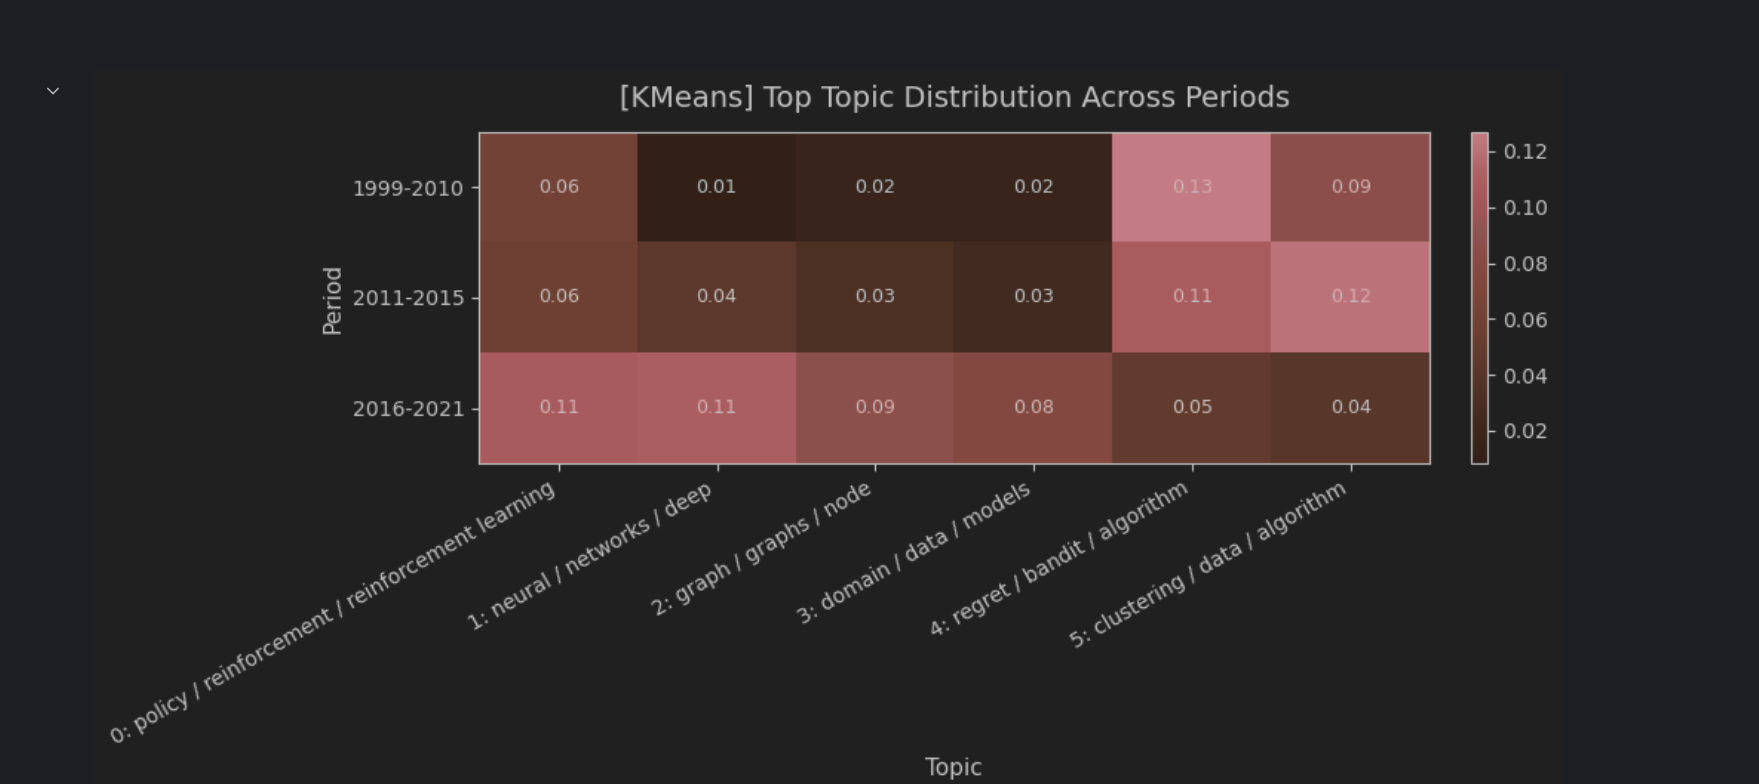 [KMeans] Top Topic Distribution Across Periods
Period
1999-2010
0.06 0.01 0.02 0.02 0.13 0.09
2011-2015
0.06 0.04 0.03 0.03 0.11 0.12
2016-2021
0.11 0.11 0.09 0.08 0.05 0.04
0.12
0.10
0.08
0.06
0.04
0.02
0: policy / reinforcement / reinforcement learning
1: neural / networks / deep
2: graph / graphs / node
3: domain / data / models
4: regret / bandit / algorithm
5: clustering / data / algorithm
Topic